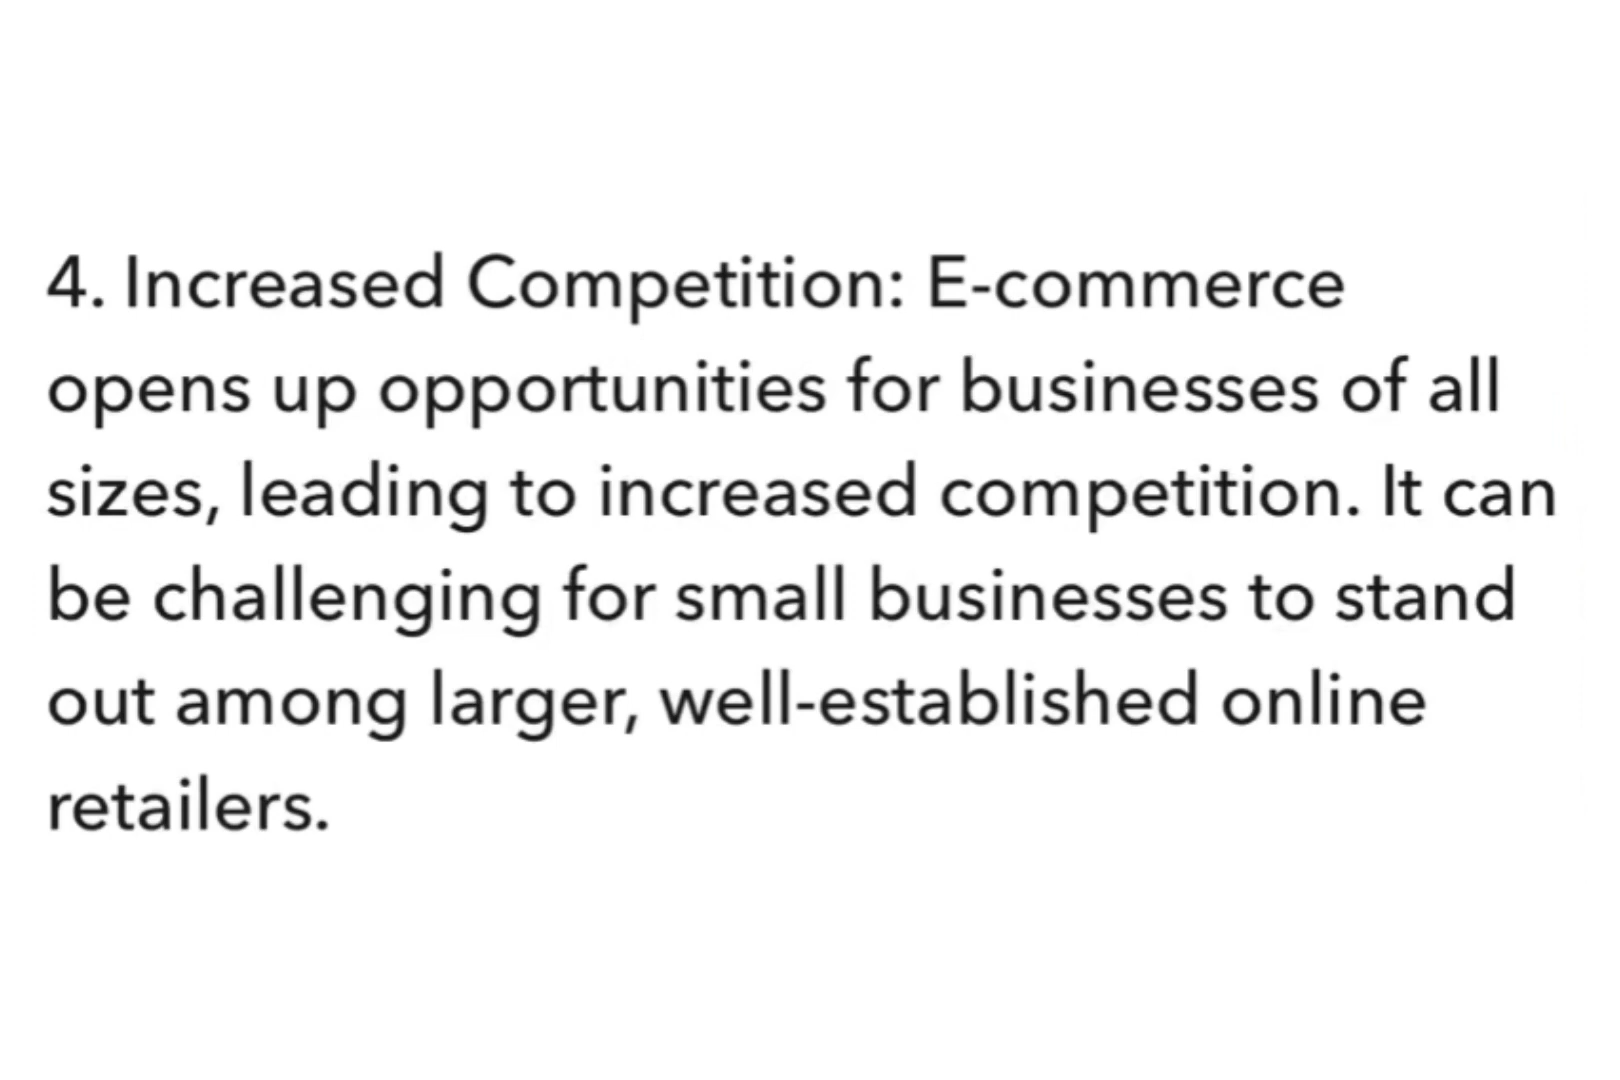 4. Increased Competition: E-commerce
opens up opportunities for businesses of all
sizes, leading to increased competition. It can
be challenging for small businesses to stand
out among larger, well-established online
retailers.